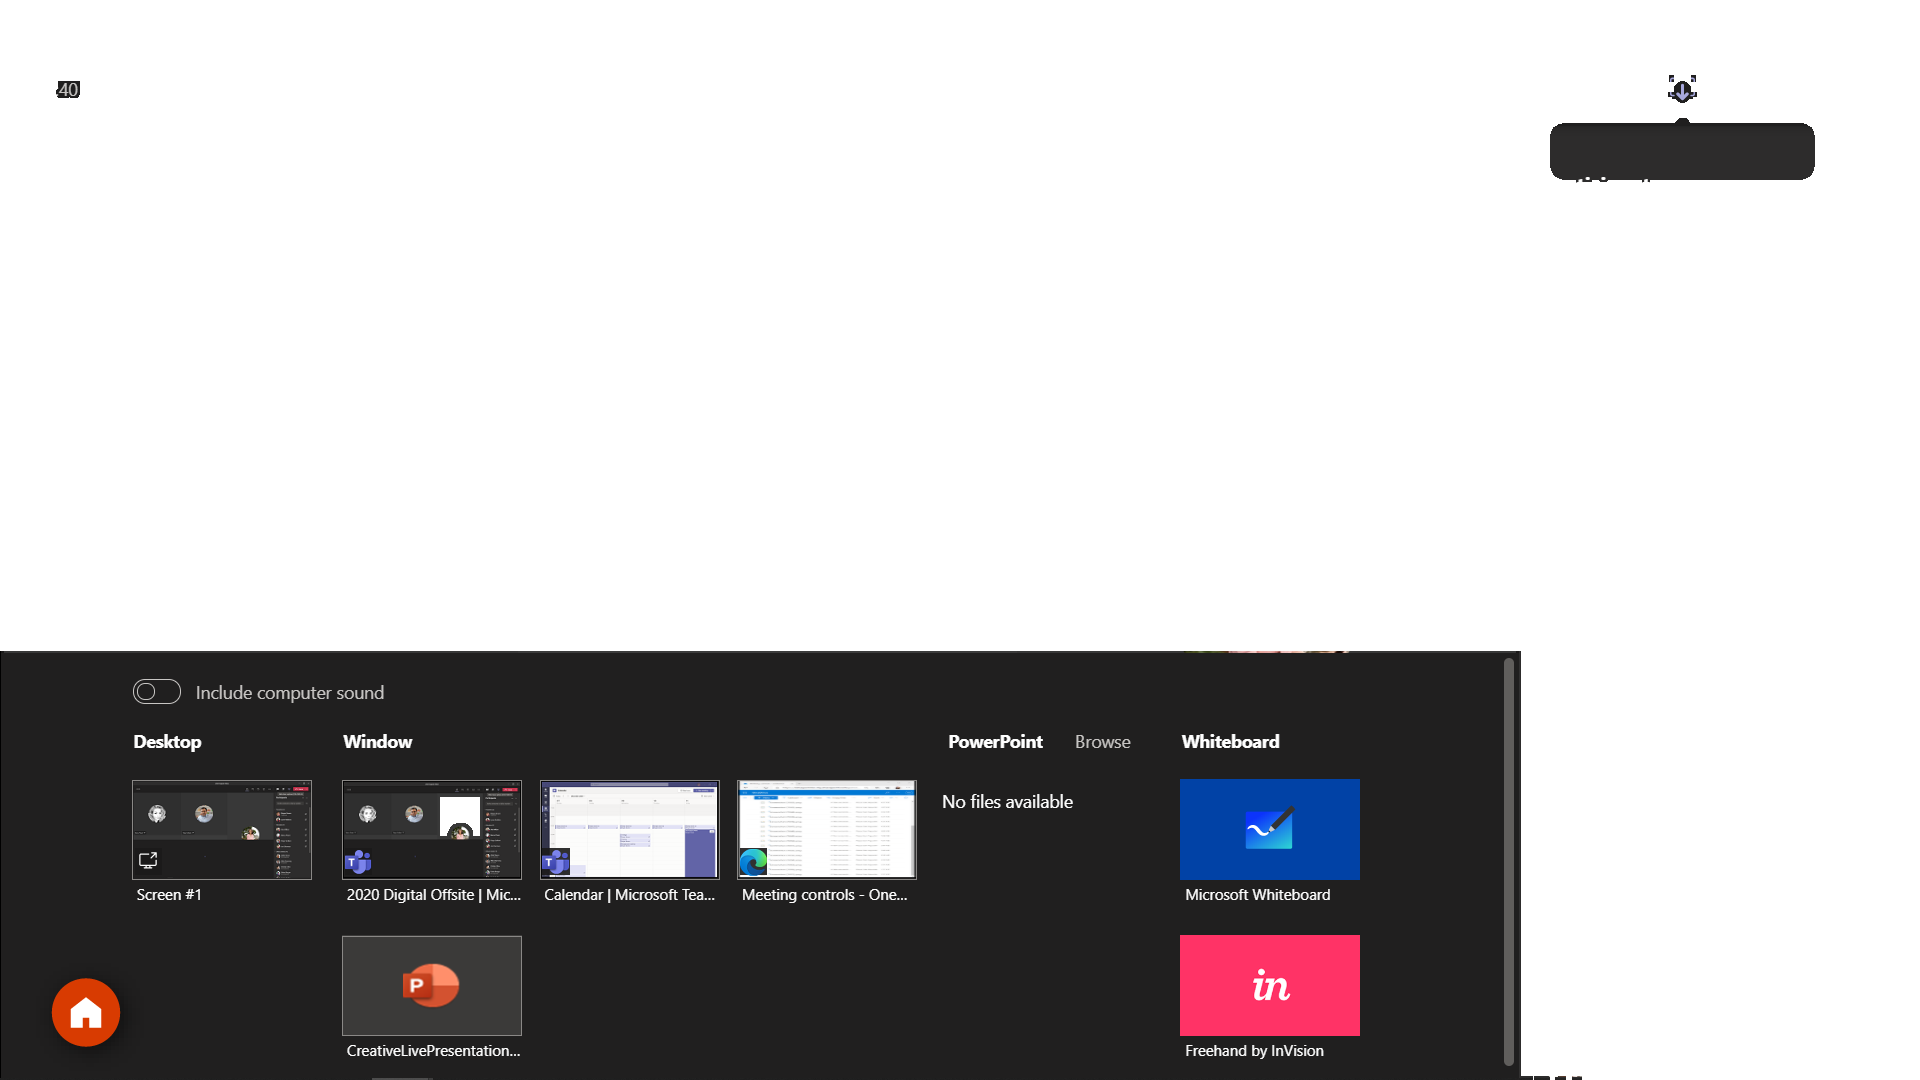 40
Include computer sound
Desktop
Window
PowerPoint Browse
Whiteboard
No files available
Screen #1
2020 Digital Offsite | Mic...
Calendar | Microsoft Tea...
Meeting controls - One...
Microsoft Whiteboard
in
CreativeLivePresentation...
Freehand by InVision